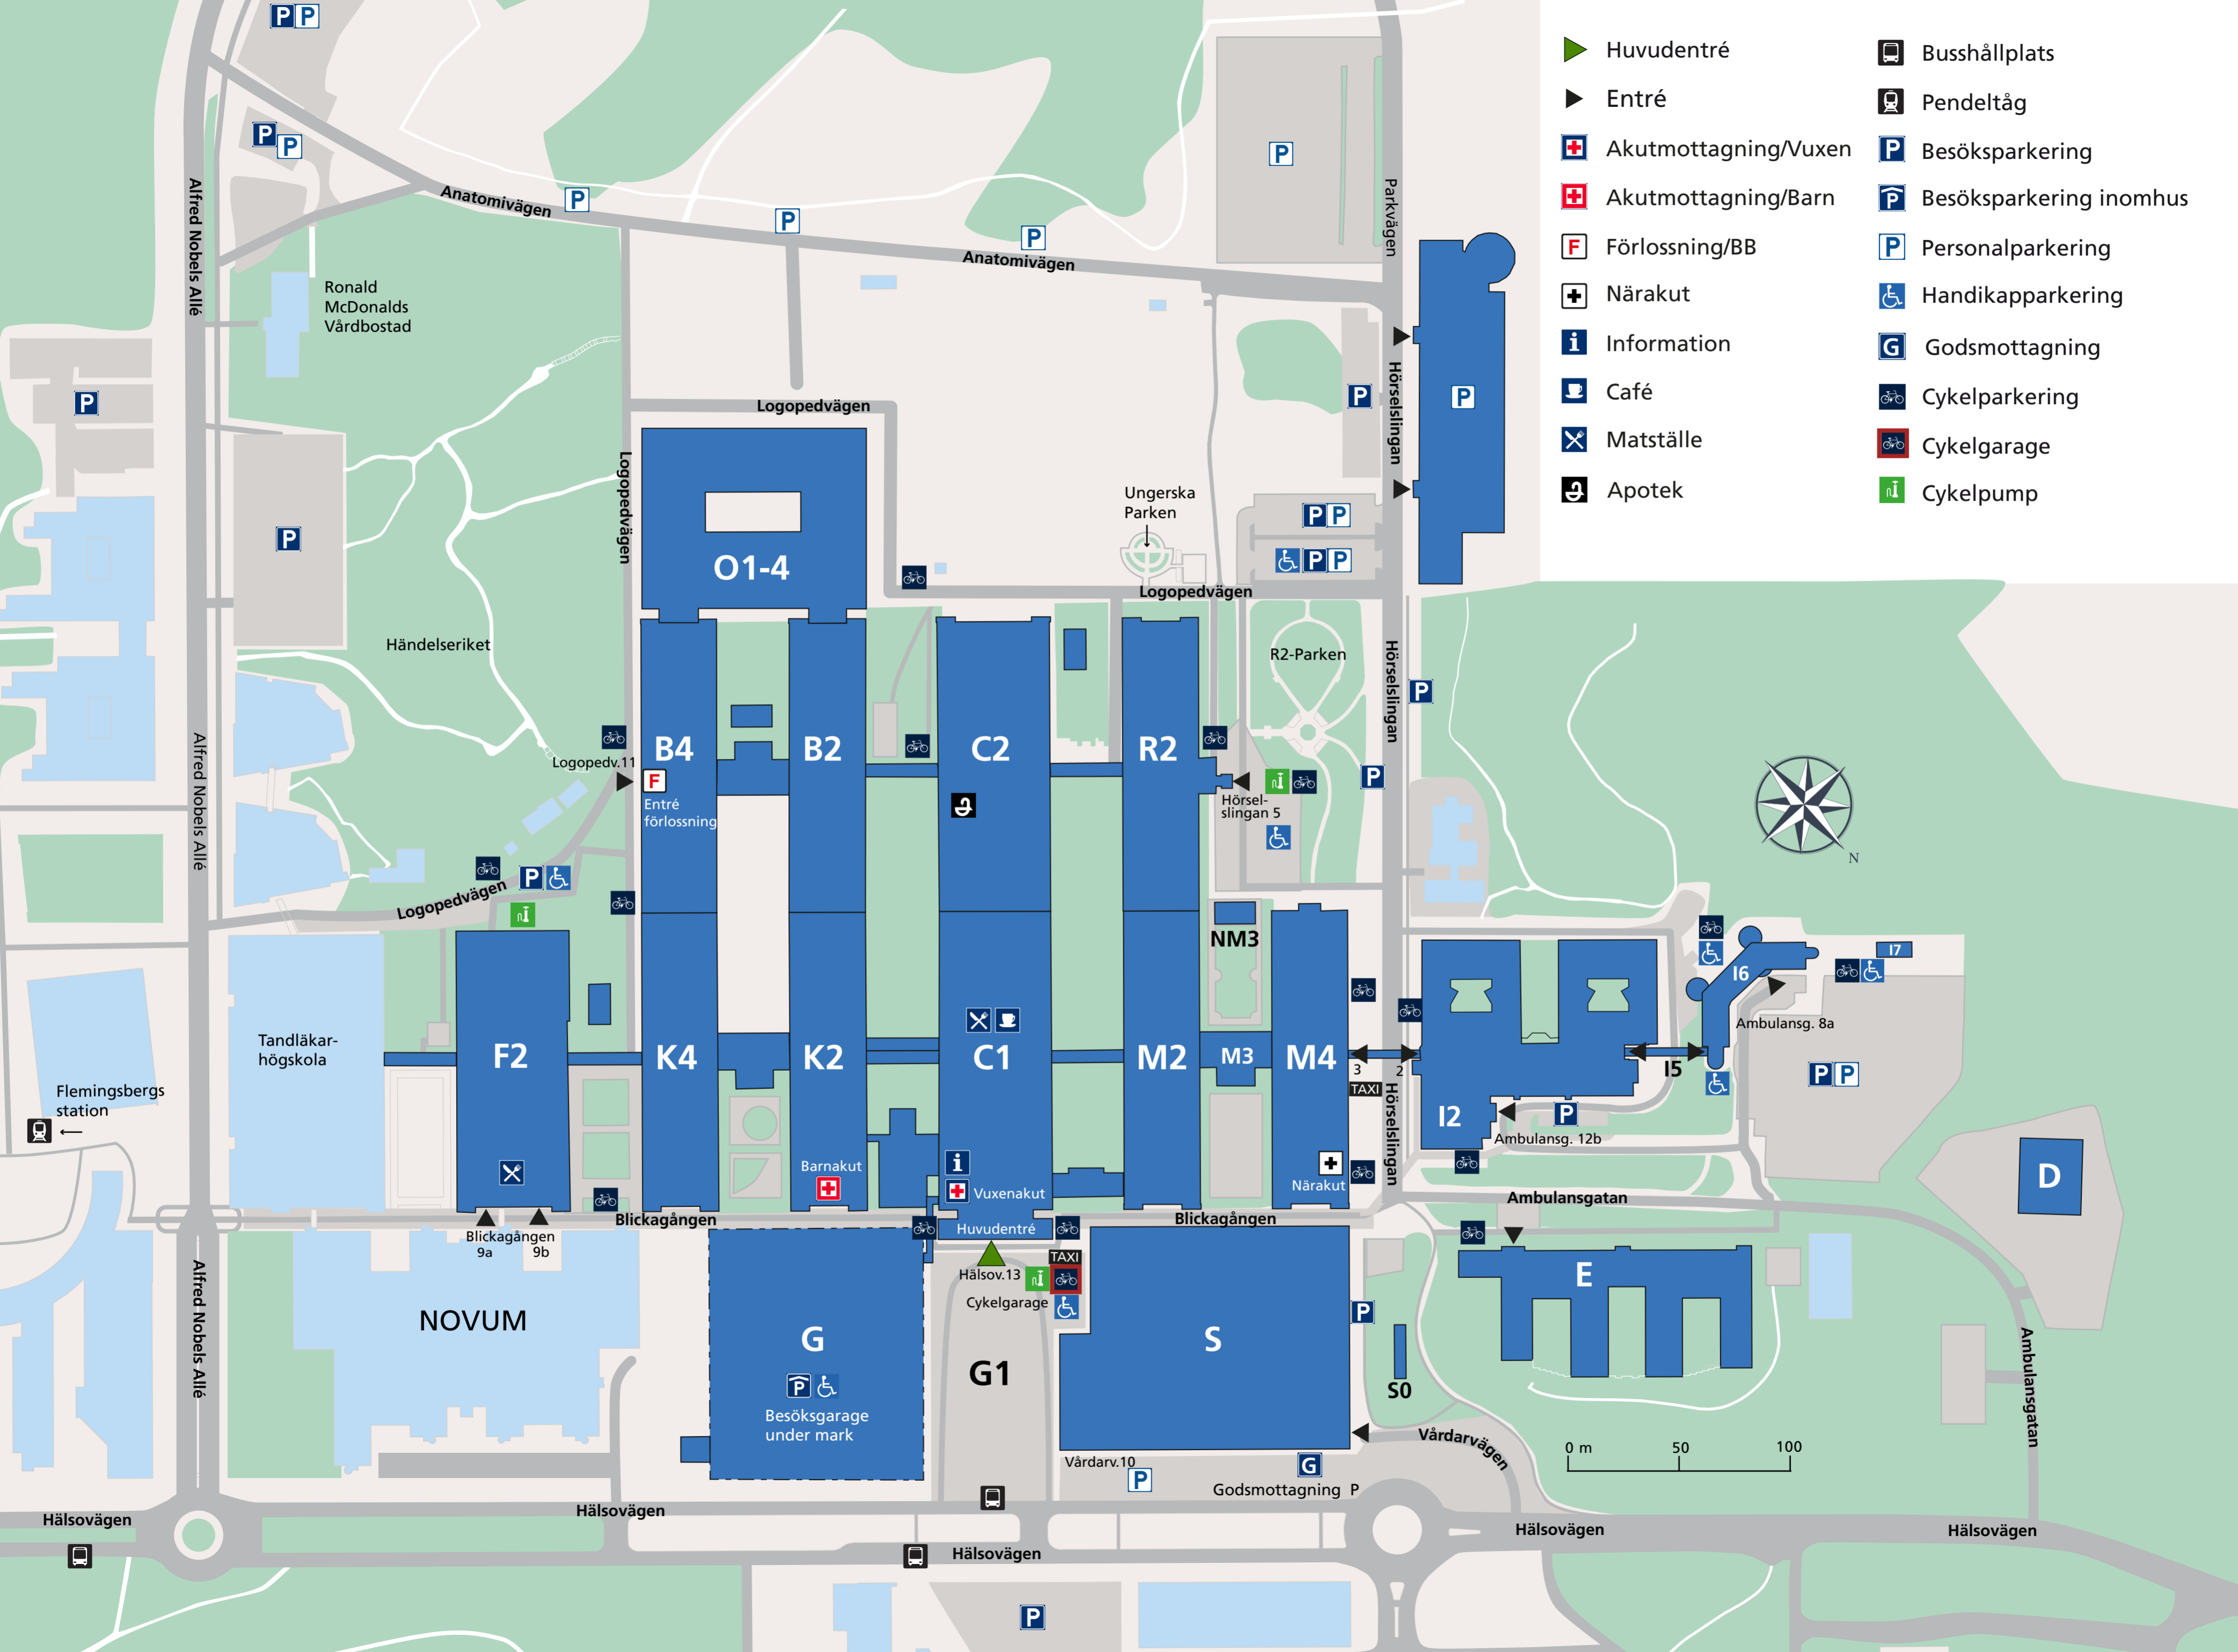 Huvudentré
Entré
Akutmottagning/Vuxen
Akutmottagning/Barn
F
Förlossning/BB
Närakut
i
Information
Café
Matställe
Apotek
Busshållplats
Pendeltåg
P
Besöksparkering
P
Besöksparkering inomhus
P
Personalparkering
Handikapparkering
G
Godsmottagning
Cykelparkering
Cykelgarage
Cykelpump
P P
P P
Alfred Nobels Allé
Anatomivägen
P
P
P
Anatomivägen
P
Parkvägen
Ronald
McDonalds
Vårdbostad
P
P
Logopedvägen
Logopedvägen
P
Hörselslingan
P
O1-4
Ungerska
Parken
P P
P P
Logopedvägen
Händelseriket
R2-Parken
Hörselslingan
P
P
Alfred Nobels Allé
Logopedv.11
B4
F
Entré
förlossning
B2
C2
R2
Hörsel-
slingan 5
N
Logopedvägen
P
NM3
I6
I7
Ambulansg. 8a
P P
Tandläkar-
högskola
F2
K4
K2
C1
M2
M3
M4
3
2
TAXI
I5
I2
P
Ambulansg. 12b
Flemingsbergs
station
←
Barnakut
i
Vuxenakut
Närakut
Hörselslingan
D
Ambulansgatan
Blickagången
Blickagången
Blickagången
9a
9b
Huvudentré
TAXI
Hälsov.13
Cykelgarage
E
NOVUM
G
P
Besöksgarage
under mark
G1
S
P
S0
Alfred Nobels Allé
Ambulansgatan
Vårdarvägen
0 m
50
100
Vårdarv.10
P
G
Godsmottagning P
Hälsovägen
Hälsovägen
Hälsovägen
Hälsovägen
Hälsovägen
P